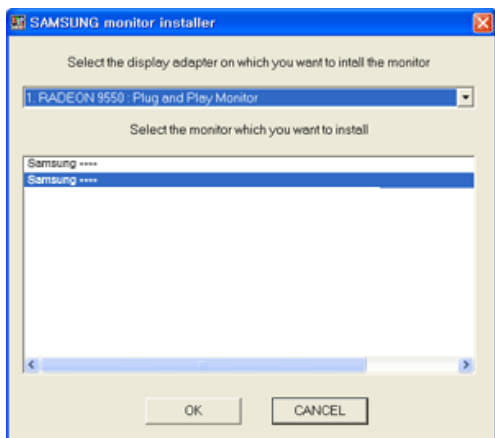 SAMSUNG monitor installer
Select the display adapter on which you want to intall the monitor
1. RADEON 9550 : Plug and Play Monitor
Select the monitor which you want to install
Samsung ----
Samsung ----
OK
CANCEL